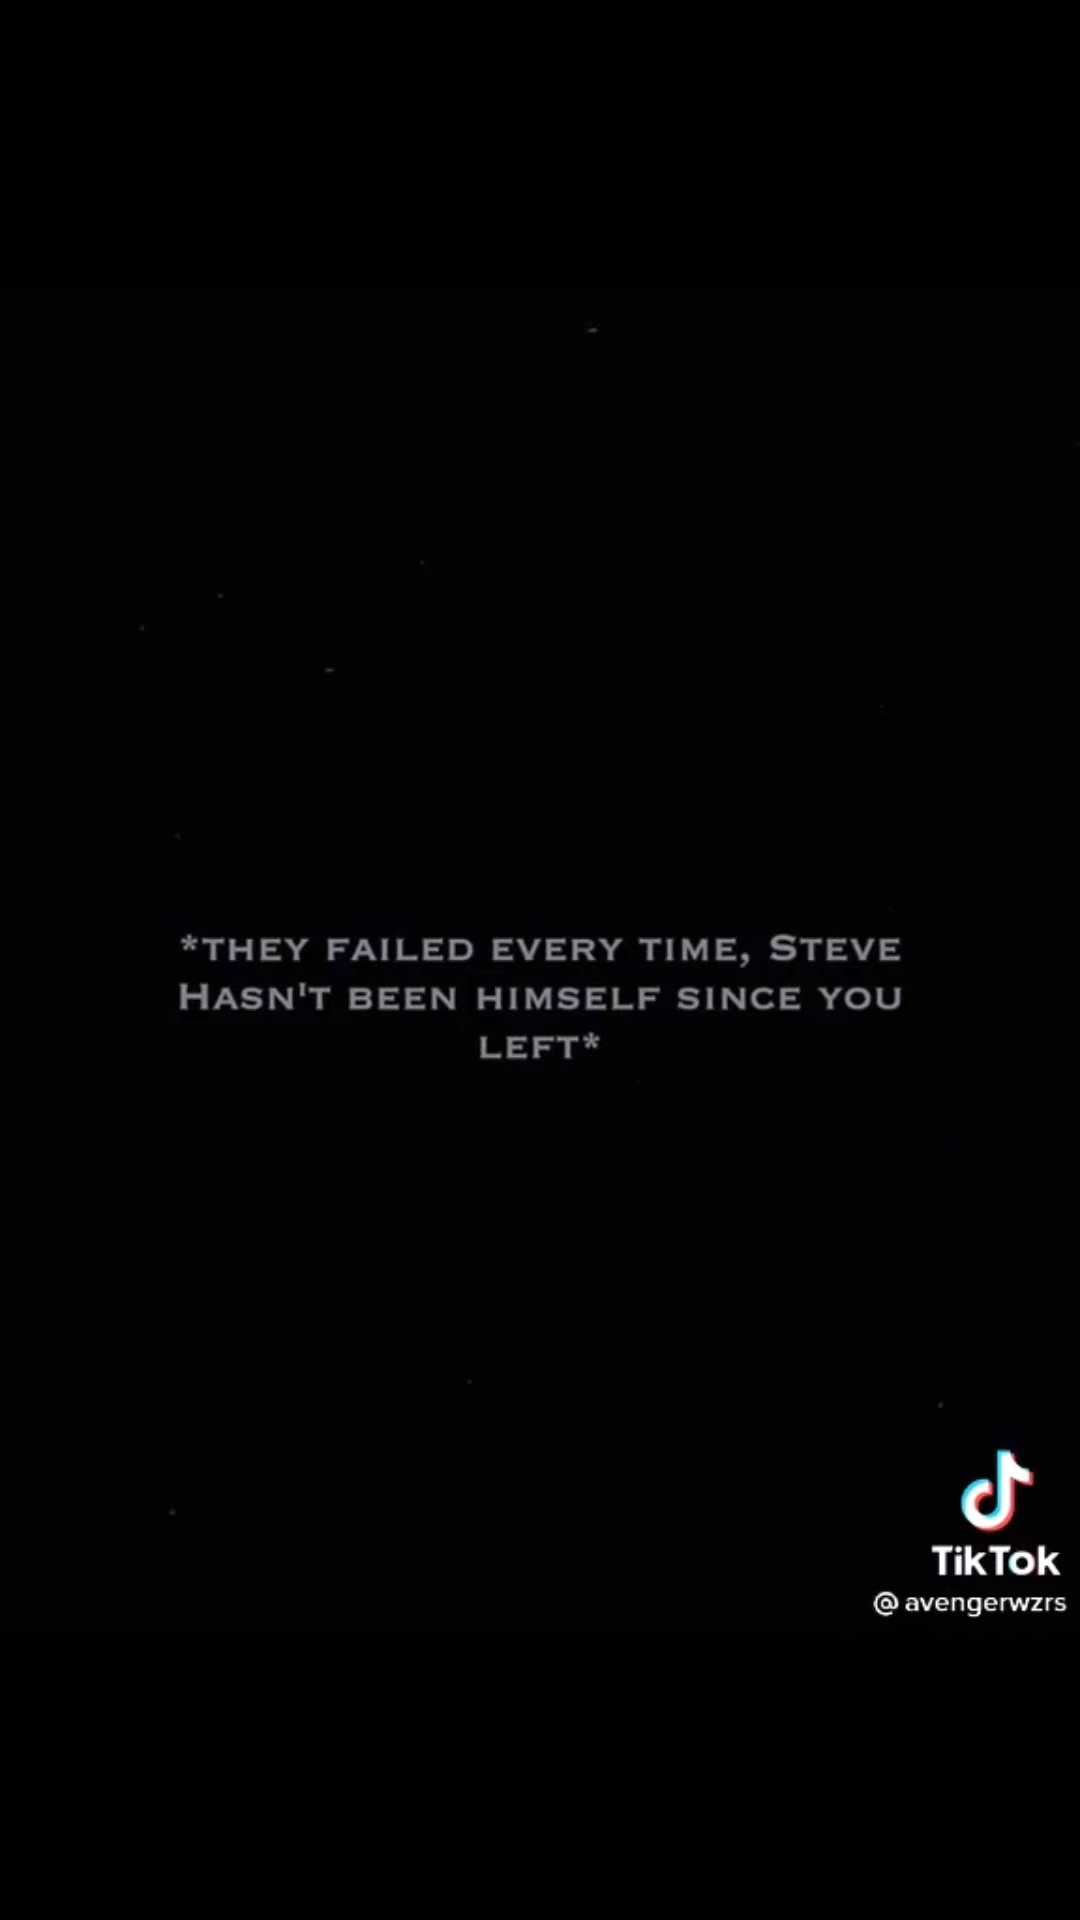 *THEY FAILED EVERY TIME, STEVE
HASN'T BEEN HIMSELF SINCE YOU
LEFT*
TikTok
@avengerwzrs